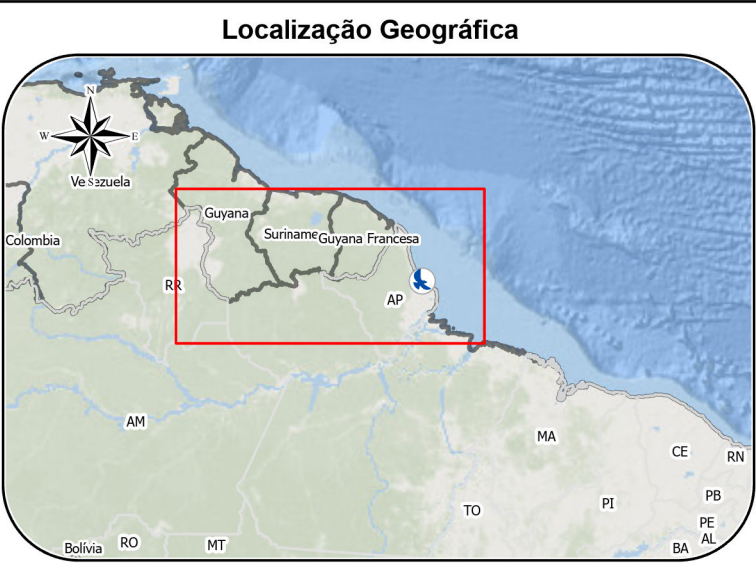 Localização Geográfica
N
W
E
S
Venezuela
Guyana
Colombia
Suriname
Guyana Francesa
RR
AP
AM
MA
CE
RN
TO
PI
PB
PE
AL
BA
Bolívia
RO
MT